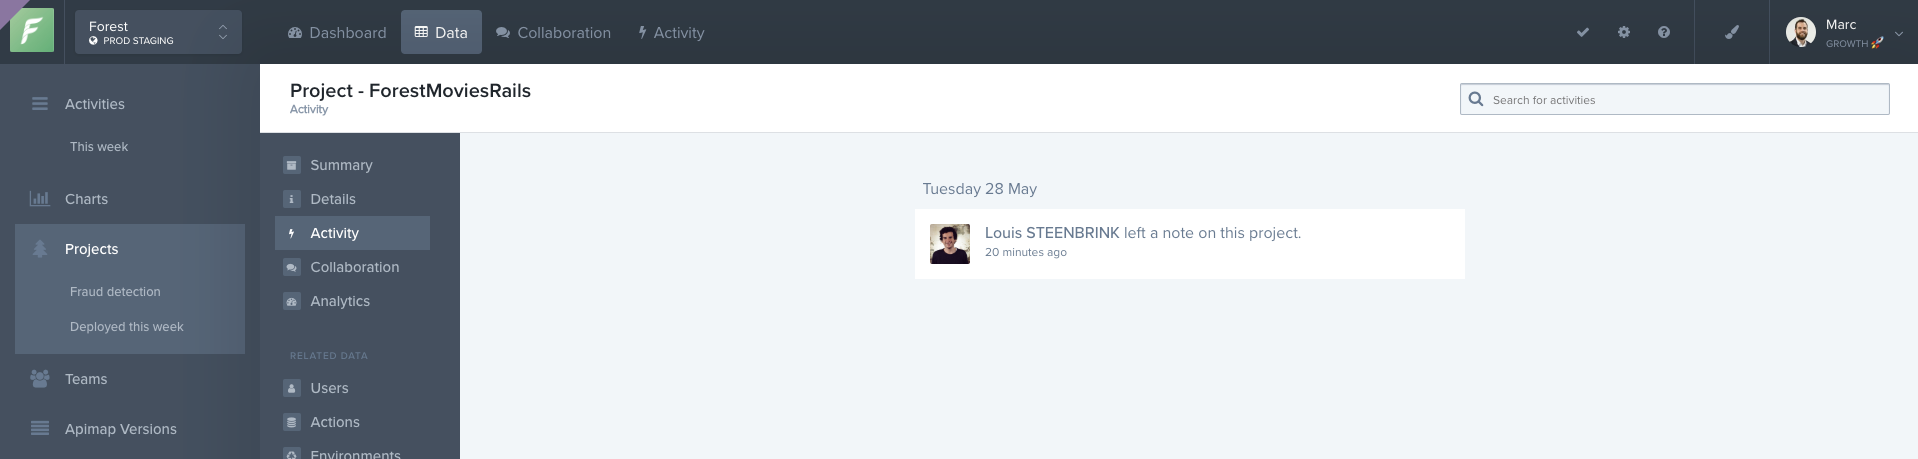 Forest
PROD STAGING
Dashboard
Data
Collaboration
Activity
Marc
GROWTH 🚀
Activities
This week
Charts
Projects
Fraud detection
Deployed this week
Teams
Apimap Versions
Project - ForestMoviesRails
Activity
Search for activities
Summary
Details
Activity
Collaboration
Analytics
RELATED DATA
Users
Actions
Environments
Tuesday 28 May
Louis STEENBRINK left a note on this project.
20 minutes ago